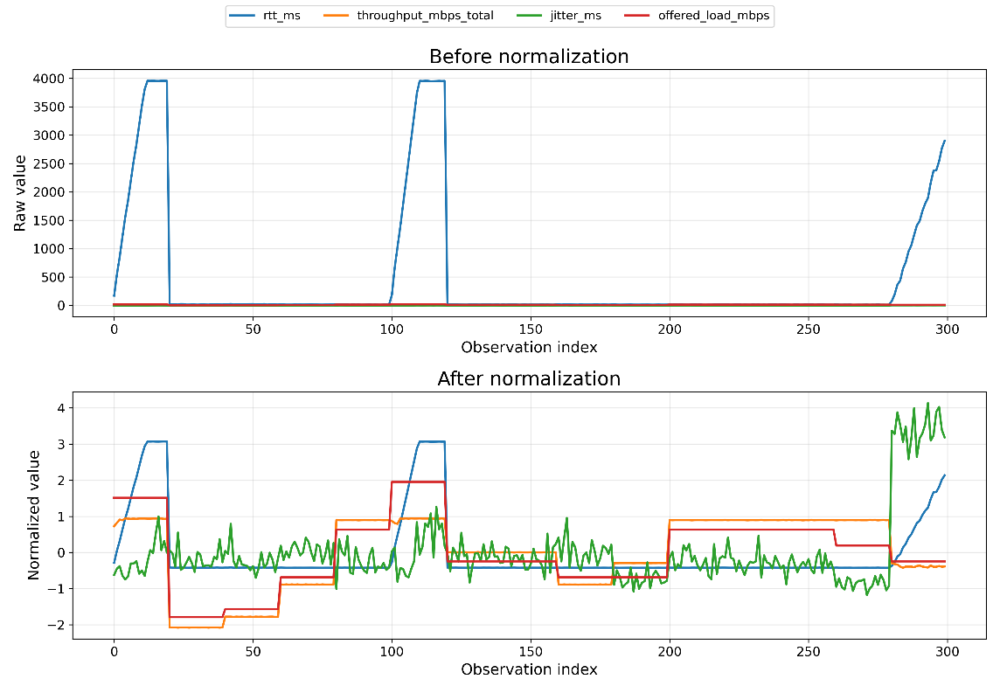 rtt_ms throughput_mbps_total jitter_ms offered_load_mbps
Before normalization
4000
3500
3000
2500
2000
1500
1000
500
0
Raw value
0 50 100 150 200 250 300
Observation index
After normalization
4
3
2
1
0
−1
−2
Normalized value
0 50 100 150 200 250 300
Observation index